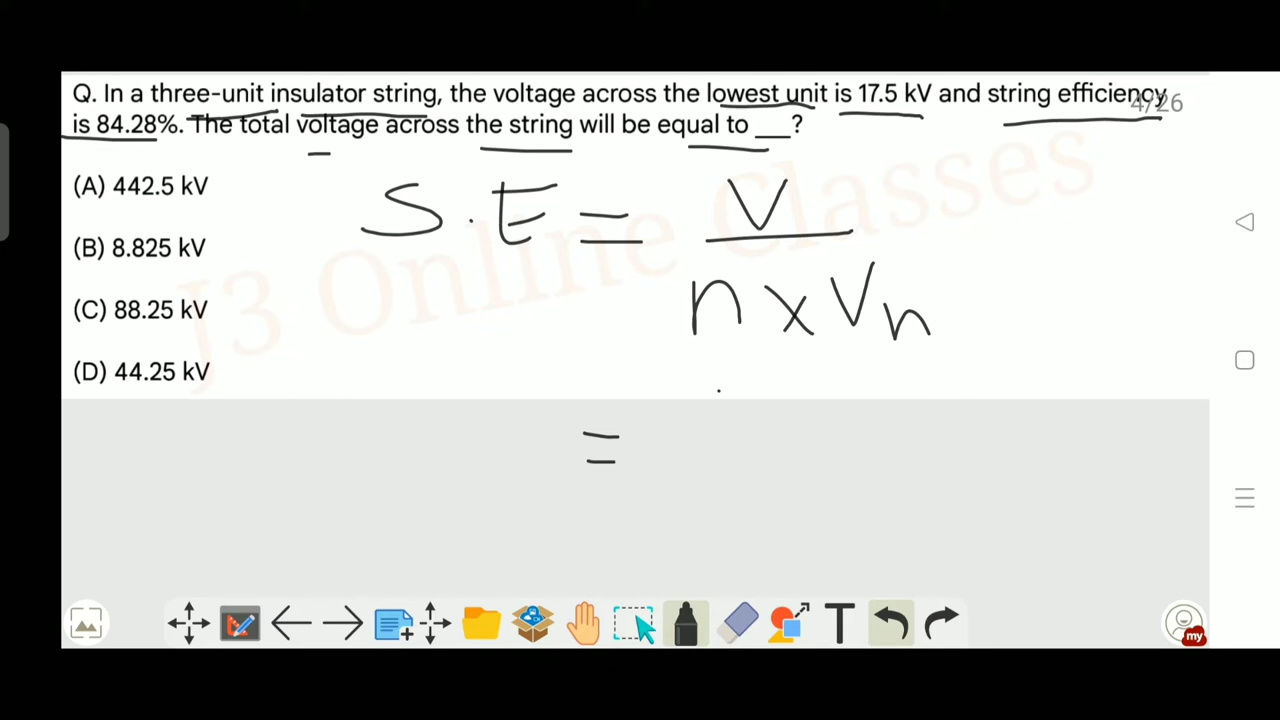 Q. In a three-unit insulator string, the voltage across the lowest unit is 17.5 kV and string efficiency
4/26
is 84.28%. The total voltage across the string will be equal to ___?
(A) 442.5 kV
S.E = V
n x Vn
(B) 8.825 kV
(C) 88.25 kV
(D) 44.25 kV
=
J3 Online Classes
T
my